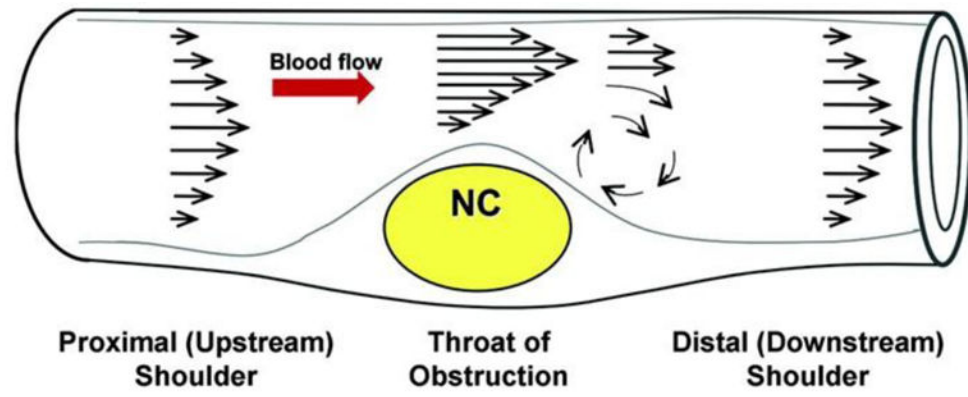 Blood flow
NC
Proximal (Upstream)
Shoulder
Throat of
Obstruction
Distal (Downstream)
Shoulder